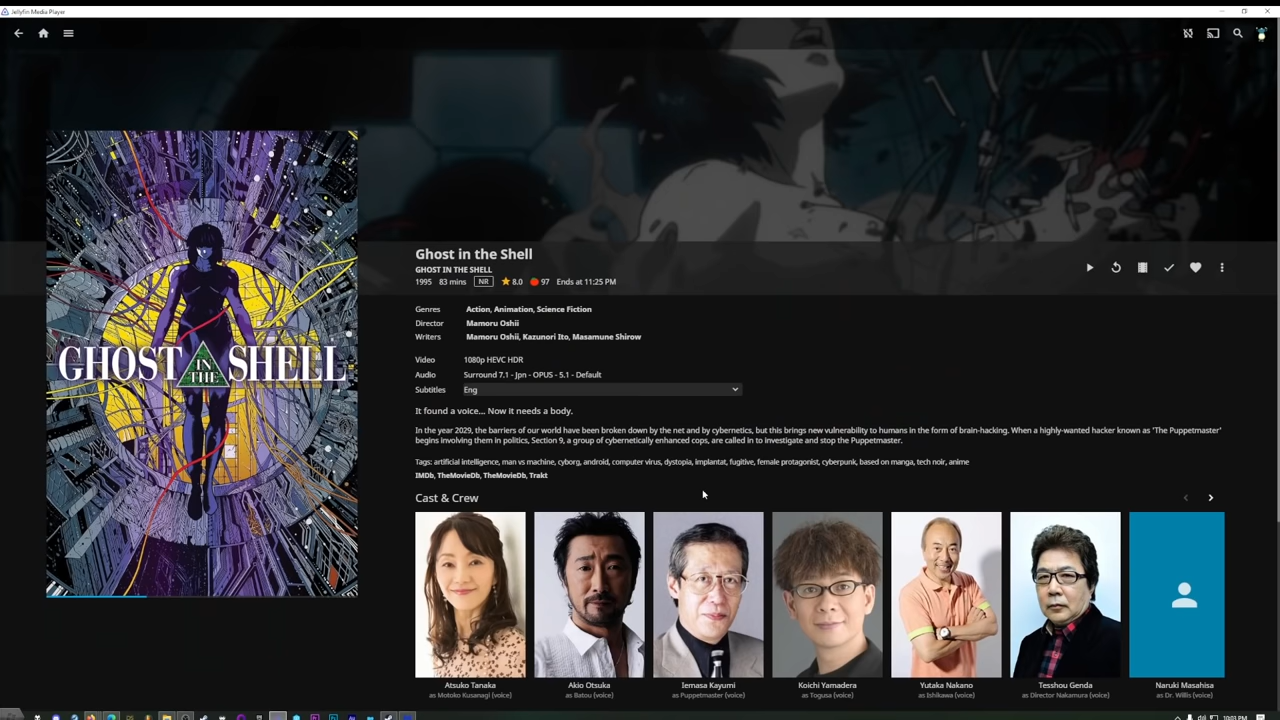 Jellyfin Media Player
GHOST IN THE SHELL
Ghost in the Shell
GHOST IN THE SHELL
1995 83 mins NR 8.0 97 Ends at 11:25 PM
Genres Action, Animation, Science Fiction
Director Mamoru Oshii
Writers Mamoru Oshii, Kazunori Ito, Masamune Shirow
Video 1080p HEVC HDR
Audio Surround 7.1 - Jpn - OPUS - 5.1 - Default
Subtitles Eng
It found a voice... Now it needs a body.
In the year 2029, the barriers of our world have been broken down by the net and by cybernetics, but this brings new vulnerability to humans in the form of brain-hacking. When a highly-wanted hacker known as 'The Puppetmaster'
begins involving them in politics, Section 9, a group of cybernetically enhanced cops, are called in to investigate and stop the Puppetmaster.
Tags: artificial intelligence, man vs machine, cyborg, android, computer virus, dystopia, implantat, fugitive, female protagonist, cyberpunk, based on manga, tech noir, anime
IMDb, TheMovieDb, TheMovieDb, Trakt
Cast & Crew
Atsuko Tanaka
as Motoko Kusanagi (voice)
Akio Otsuka
as Batou (voice)
Iemasa Kayumi
as Puppetmaster (voice)
Koichi Yamadera
as Togusa (voice)
Yutaka Nakano
as Ishikawa (voice)
Tesshou Genda
as Director Nakamura (voice)
Naruki Masahisa
as Dr. Willis (voice)
10:03 PM